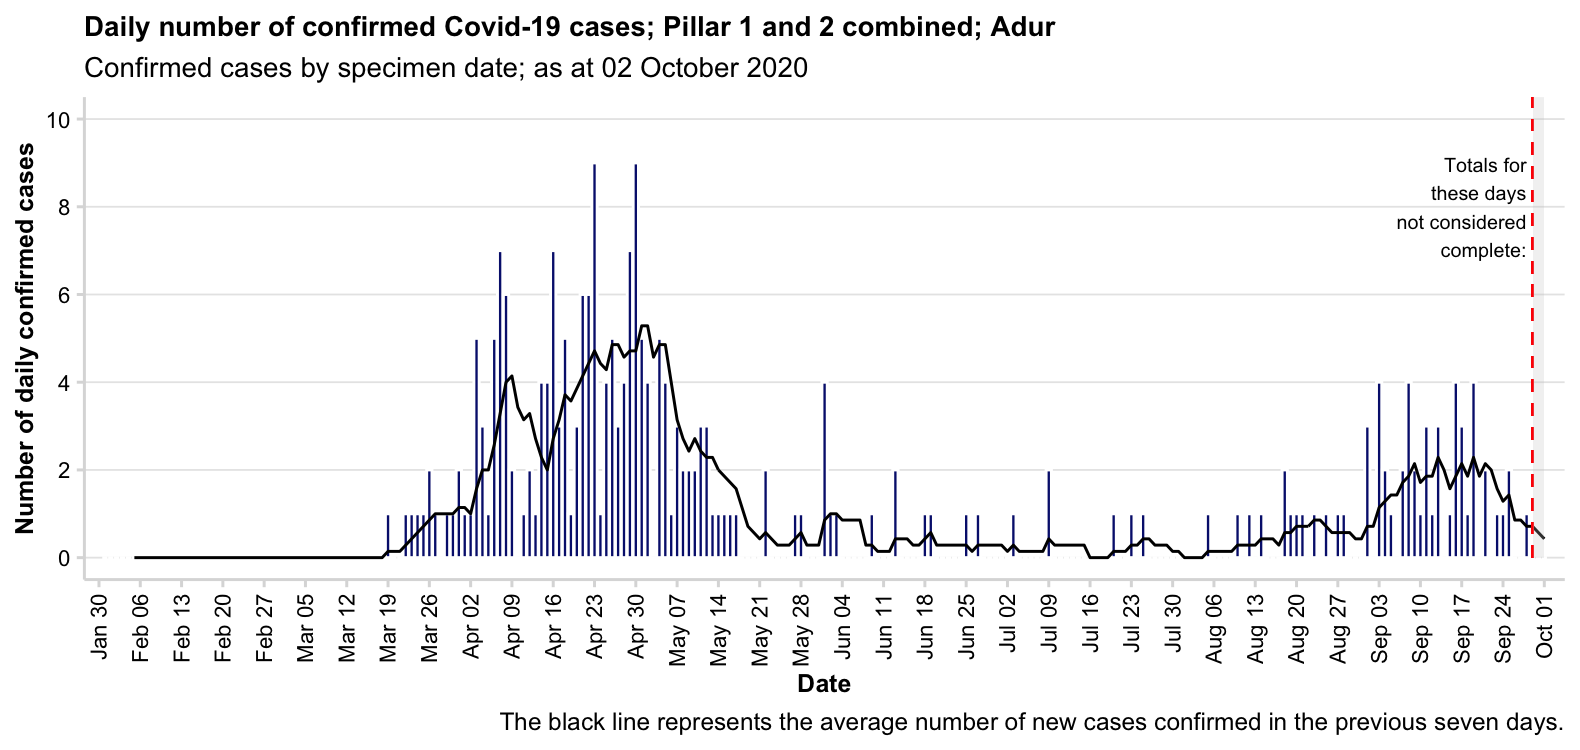 Daily number of confirmed Covid-19 cases; Pillar 1 and 2 combined; Adur
Confirmed cases by specimen date; as at 02 October 2020
Number of daily confirmed cases
10
8
6
4
2
0
Totals for
these days
not considered
complete:
Jan 30
Feb 06
Feb 13
Feb 20
Feb 27
Mar 05
Mar 12
Mar 19
Mar 26
Apr 02
Apr 09
Apr 16
Apr 23
Apr 30
May 07
May 14
May 21
May 28
Jun 04
Jun 11
Jun 18
Jun 25
Jul 02
Jul 09
Jul 16
Jul 23
Jul 30
Aug 06
Aug 13
Aug 20
Aug 27
Sep 03
Sep 10
Sep 17
Sep 24
Oct 01
Date
The black line represents the average number of new cases confirmed in the previous seven days.